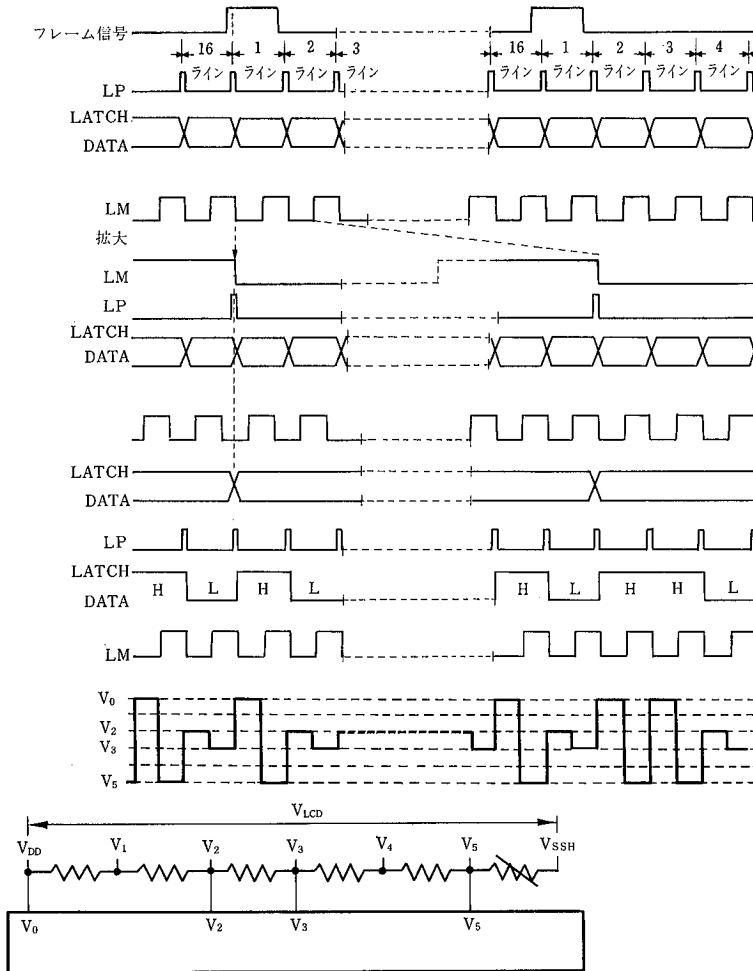 フレーム信号
16 1 2 3 16 1 2 3 4
ライン ライン ライン ライン ライン ライン ライン ライン ライン
LP
LATCH
DATA
LM
拡大
LM
LP
LATCH
DATA
LATCH
DATA
LP
LATCH
H L H L H L H H L
DATA
LM
V₀
V₂
V₃
V₅
V_LCD
V_DD V₁ V₂ V₃ V₄ V₅ V_SSH
V₀ V₂ V₃ V₅